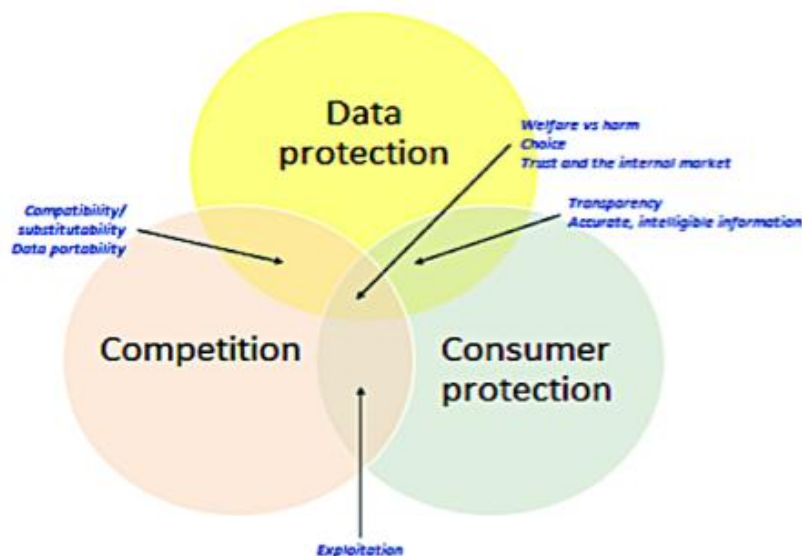 Data
protection
Welfare vs harm
Choice
Trust and the internal market
Compatibility/
substitutability
Data portability
Transparency
Accurate, intelligible information
Competition
Consumer
protection
Exploitation